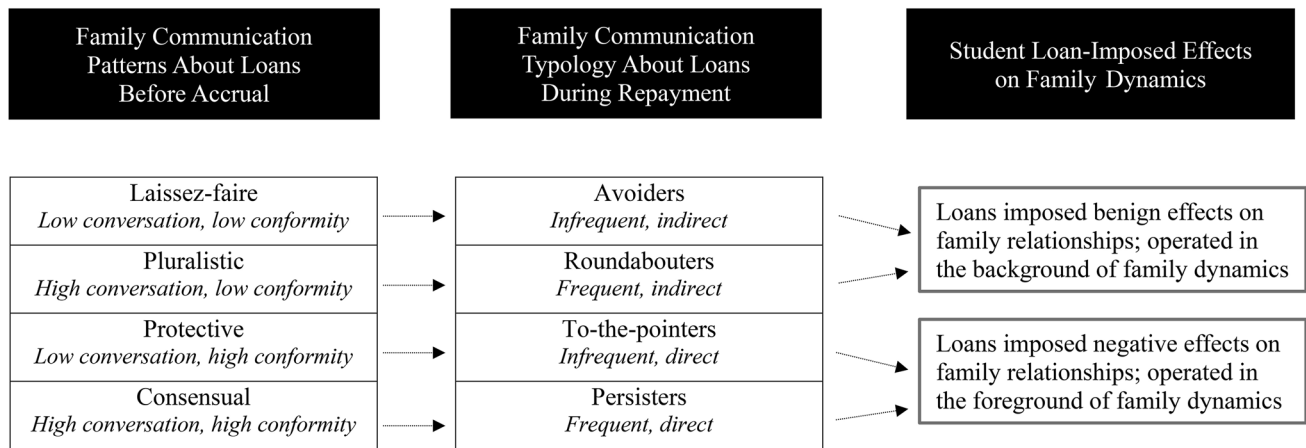 Family Communication
Patterns About Loans
Before Accrual
Family Communication
Typology About Loans
During Repayment
Student Loan-Imposed Effects
on Family Dynamics
Laissez-faire
Low conversation, low conformity
Pluralistic
High conversation, low conformity
Protective
Low conversation, high conformity
Consensual
High conversation, high conformity
Avoiders
Infrequent, indirect
Roundabouters
Frequent, indirect
To-the-pointers
Infrequent, direct
Persisters
Frequent, direct
Loans imposed benign effects on
family relationships; operated in
the background of family dynamics
Loans imposed negative effects on
family relationships; operated in
the foreground of family dynamics